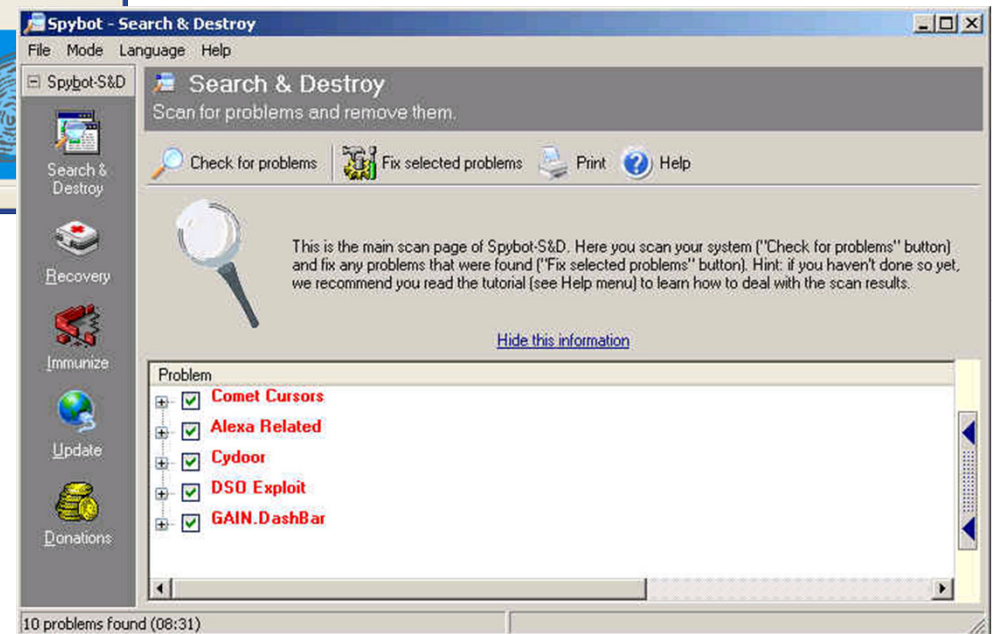 Spybot - Search & Destroy
File Mode Language Help
Spybot-S&D
Search & Destroy
Scan for problems and remove them.
Check for problems Fix selected problems Print Help
Search &
Destroy
Recovery
Immunize
Update
Donations
This is the main scan page of Spybot-S&D. Here you scan your system ("Check for problems" button)
and fix any problems that were found ("Fix selected problems" button). Hint: if you haven't done so yet,
we recommend you read the tutorial (see Help menu) to learn how to deal with the scan results.
Hide this information
Problem
Comet Cursors
Alexa Related
Cydoor
DSO Exploit
GAIN.DashBar
10 problems found (08:31)